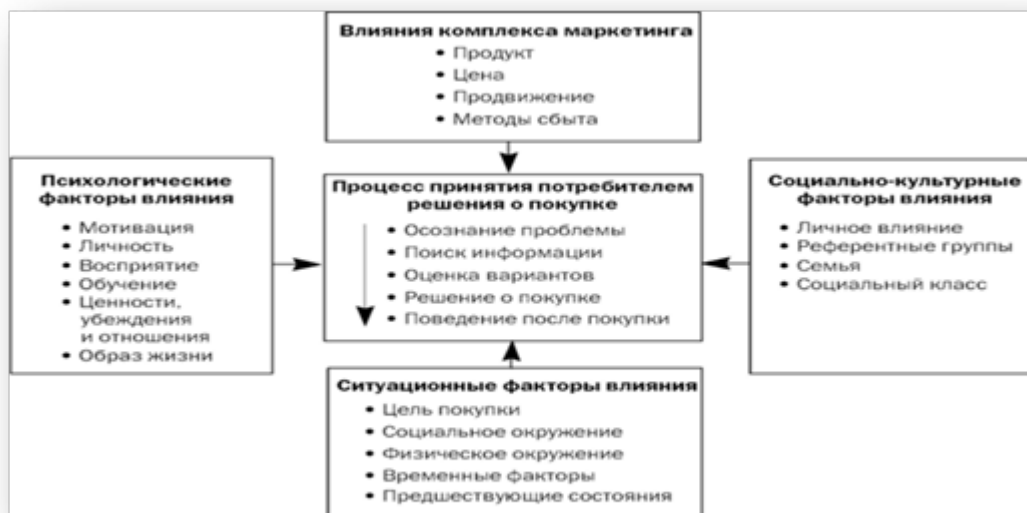 Влияния комплекса маркетинга
• Продукт
• Цена
• Продвижение
• Методы сбыта
Психологические
факторы влияния
• Мотивация
• Личность
• Восприятие
• Обучение
• Ценности,
убеждения
и отношения
• Образ жизни
Процесс принятия потребителем
решения о покупке
• Осознание проблемы
• Поиск информации
• Оценка вариантов
• Решение о покупке
• Поведение после покупки
Социально-культурные
факторы влияния
• Личное влияние
• Референтные группы
• Семья
• Социальный класс
Ситуационные факторы влияния
• Цель покупки
• Социальное окружение
• Физическое окружение
• Временные факторы
• Предшествующие состояния